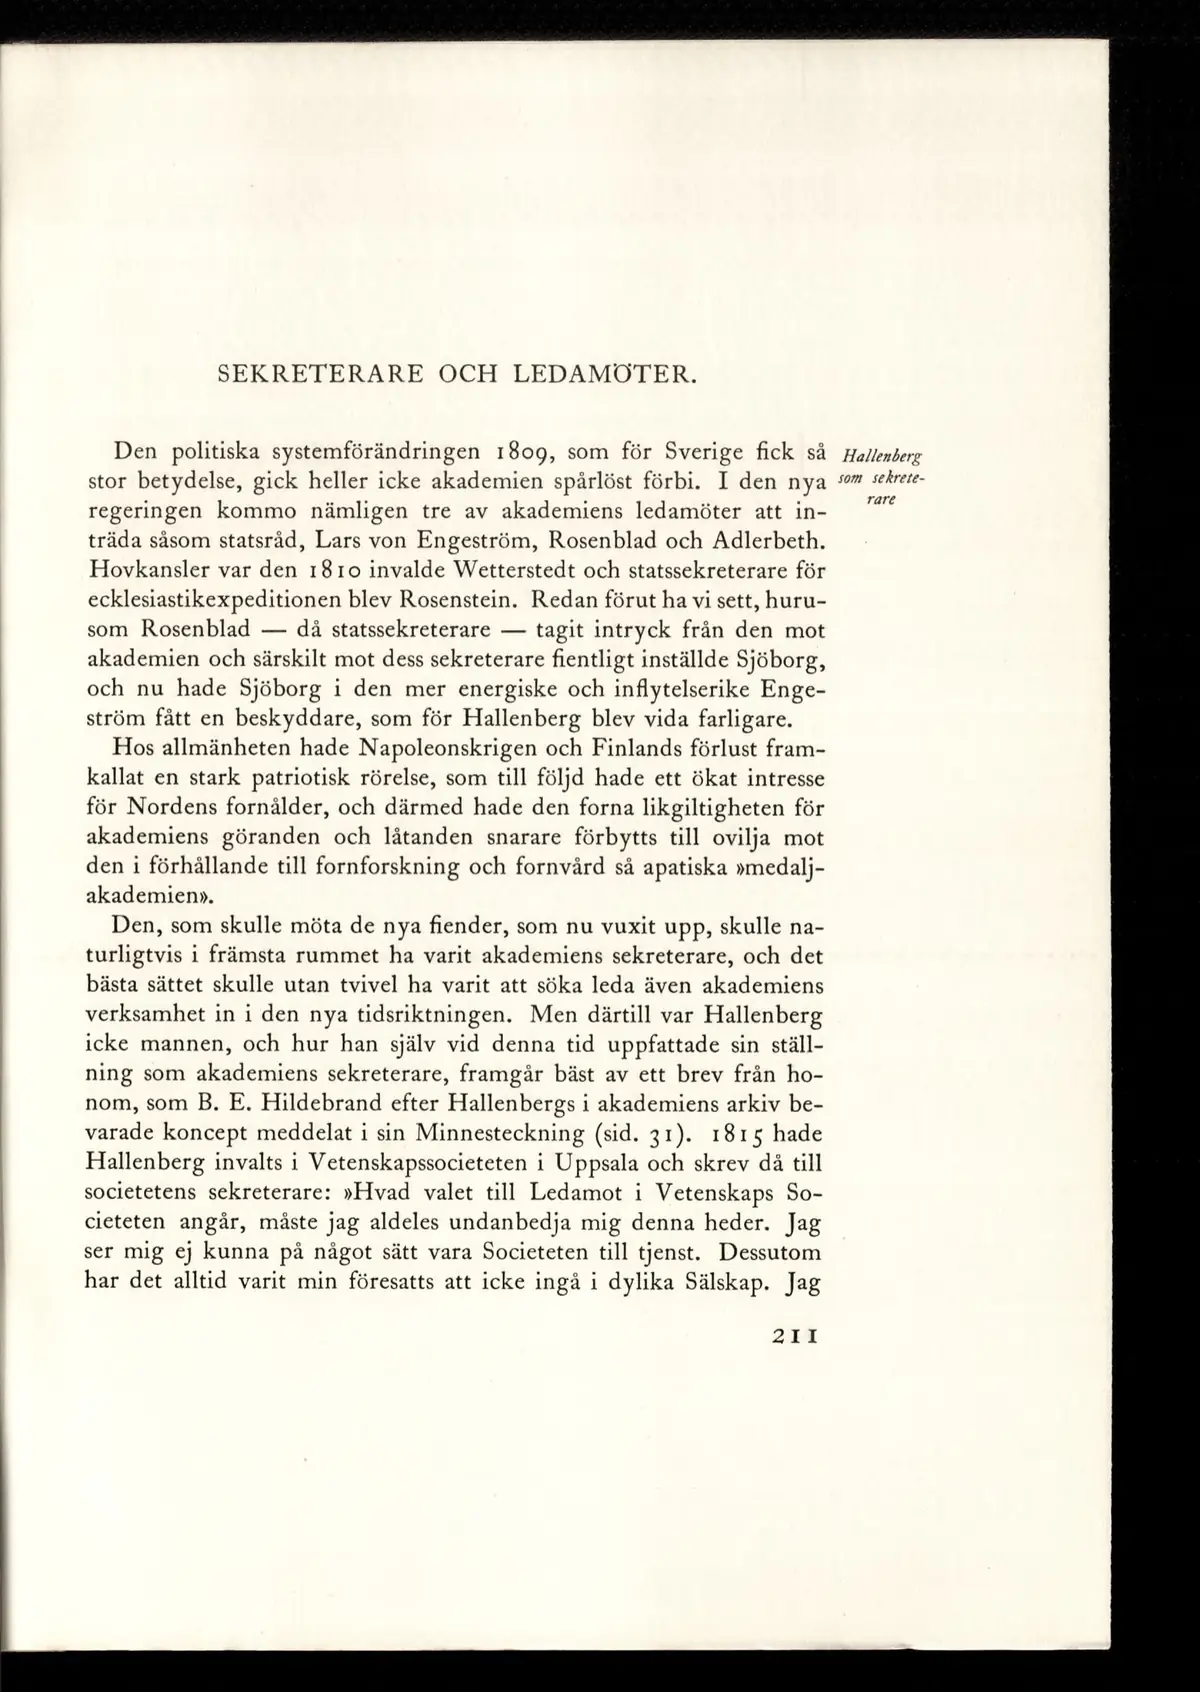 SEKRETERARE OCH LEDAMÖTER.
Hallenberg
som sekrete-
rare
Den politiska systemförändringen 1809, som för Sverige fick så
stor betydelse, gick heller icke akademien spårlöst förbi. I den nya
regeringen kommo nämligen tre av akademiens ledamöter att in-
träda såsom statsråd, Lars von Engeström, Rosenblad och Adlerbeth.
Hovkansler var den 1810 invalde Wetterstedt och statssekreterare för
ecklesiastikexpeditionen blev Rosenstein. Redan förut ha vi sett, huru-
som Rosenblad — då statssekreterare — tagit intryck från den mot
akademien och särskilt mot dess sekreterare fientligt inställde Sjöborg,
och nu hade Sjöborg i den mer energiske och inflytelserike Enge-
ström fått en beskyddare, som för Hallenberg blev vida farligare.
Hos allmänheten hade Napoleonskrigen och Finlands förlust fram-
kallat en stark patriotisk rörelse, som till följd hade ett ökat intresse
för Nordens fornålder, och därmed hade den forna likgiltigheten för
akademiens göranden och låtanden snarare förbytts till ovilja mot
den i förhållande till fornforskning och fornvård så apatiska »medalj-
akademien».
Den, som skulle möta de nya fiender, som nu vuxit upp, skulle na-
turligtvis i främsta rummet ha varit akademiens sekreterare, och det
bästa sättet skulle utan tvivel ha varit att söka leda även akademiens
verksamhet in i den nya tidsriktningen. Men därtill var Hallenberg
icke mannen, och hur han själv vid denna tid uppfattade sin ställ-
ning som akademiens sekreterare, framgår bäst av ett brev från ho-
nom, som B. E. Hildebrand efter Hallenbergs i akademiens arkiv be-
varade koncept meddelat i sin Minnesteckning (sid. 31). 1815 hade
Hallenberg invalts i Vetenskapssocieteten i Uppsala och skrev då till
societetens sekreterare: »Hvad valet till Ledamot i Vetenskaps So-
cieteten angår, måste jag aldeles undanbedja mig denna heder. Jag
ser mig ej kunna på något sätt vara Societeten till tjenst. Dessutom
har det alltid varit min föresatts att icke ingå i dylika Sälskap. Jag
211